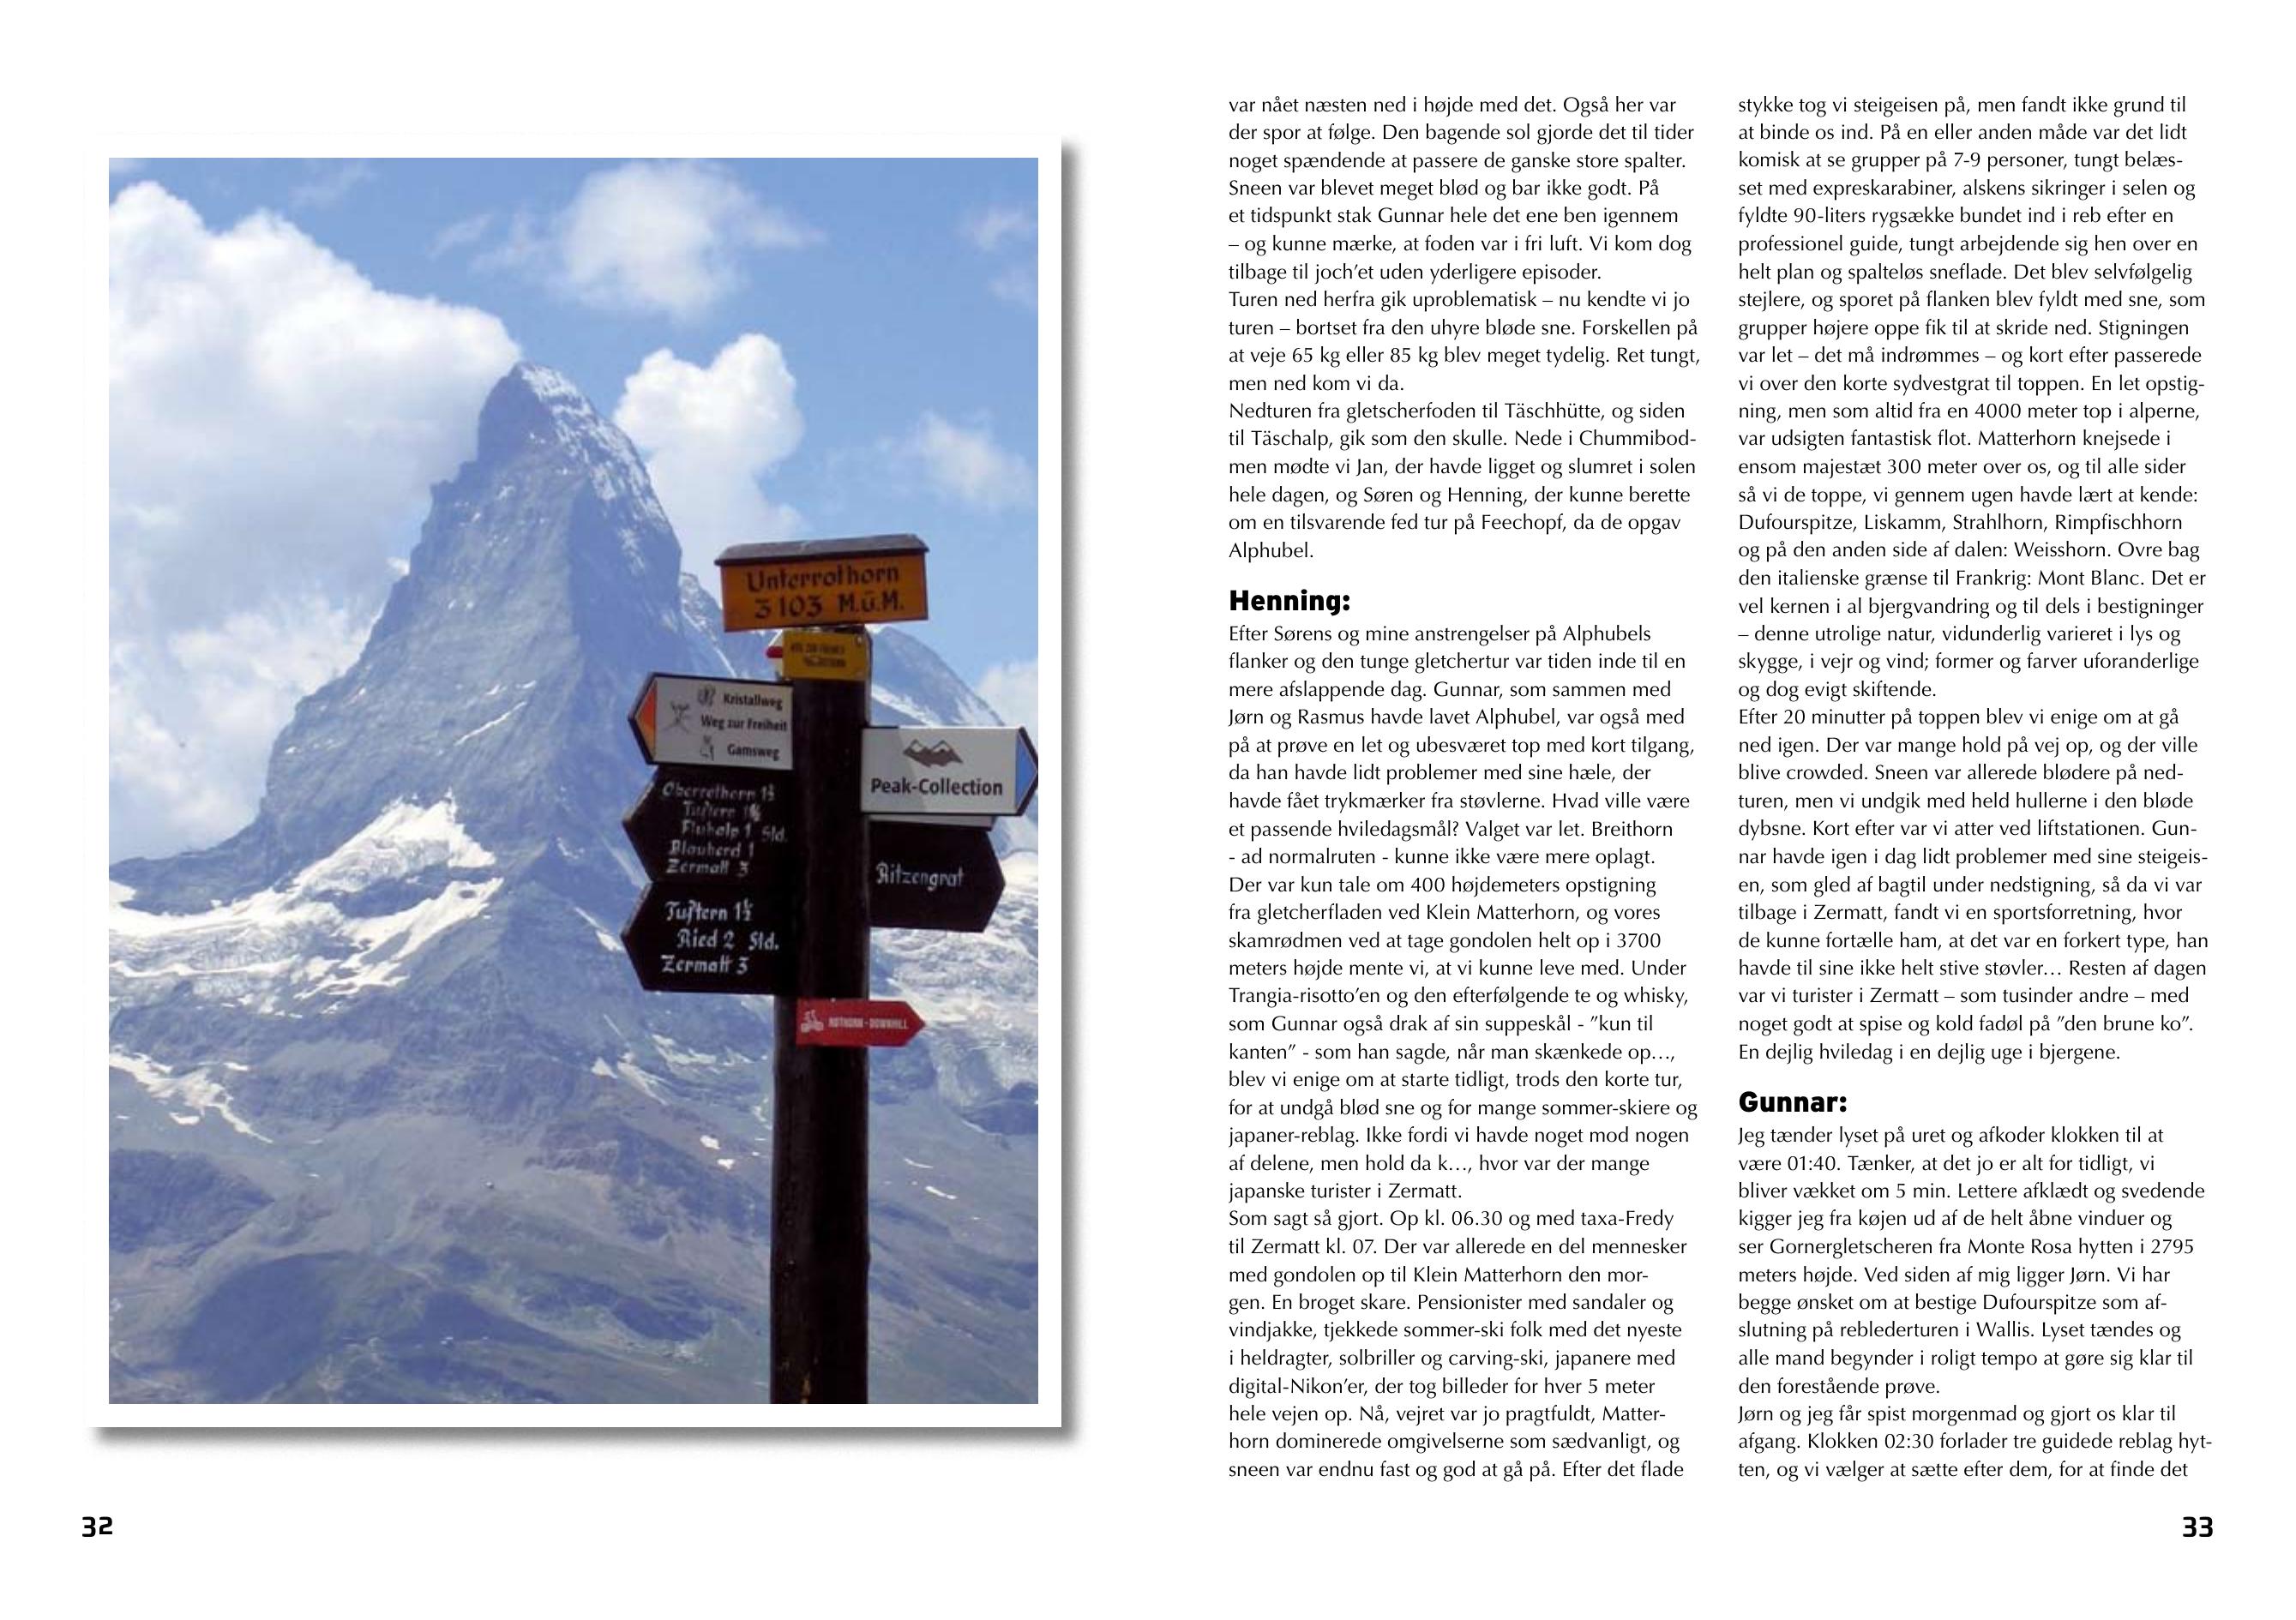 Unterrothorn
3103 M.ü.M.
Kristallweg
Weg zur Freiheit
Gamsweg
Peak-Collection
Oberrothorn 1½
Tuftern
Fluhalp 1 Std.
Blauherd 1
Zermatt 3
Ritzengrat
Tuftern 1½
Ried 2 Std.
Zermatt 3
ROTHORN-DOWNHILL
32
var nået næsten ned i højde med det. Også her var
der spor at følge. Den bagende sol gjorde det til tider
noget spændende at passere de ganske store spalter.
Sneen var blevet meget blød og bar ikke godt. På
et tidspunkt stak Gunnar hele det ene ben igennem
– og kunne mærke, at foden var i fri luft. Vi kom dog
tilbage til joch’et uden yderligere episoder.
Turen ned herfra gik uproblematisk – nu kendte vi jo
turen – bortset fra den uhyre bløde sne. Forskellen på
at veje 65 kg eller 85 kg blev meget tydelig. Ret tungt,
men ned kom vi da.
Nedturen fra gletscherfoden til Täschhütte, og siden
til Täschalp, gik som den skulle. Nede i Chummibod-
men mødte vi Jan, der havde ligget og slumret i solen
hele dagen, og Søren og Henning, der kunne berette
om en tilsvarende fed tur på Feechopf, da de opgav
Alphubel.
Henning:
Efter Sørens og mine anstrengelser på Alphubels
flanker og den tunge gletchertur var tiden inde til en
mere afslappende dag. Gunnar, som sammen med
Jørn og Rasmus havde lavet Alphubel, var også med
på at prøve en let og ubesværet top med kort tilgang,
da han havde lidt problemer med sine hæle, der
havde fået trykmærker fra støvlerne. Hvad ville være
et passende hviledagsmål? Valget var let. Breithorn
- ad normalruten - kunne ikke være mere oplagt.
Der var kun tale om 400 højdemeters opstigning
fra gletcherfladen ved Klein Matterhorn, og vores
skamrødmen ved at tage gondolen helt op i 3700
meters højde mente vi, at vi kunne leve med. Under
Trangia-risotto’en og den efterfølgende te og whisky,
som Gunnar også drak af sin suppeskål - ”kun til
kanten” - som han sagde, når man skænkede op…,
blev vi enige om at starte tidligt, trods den korte tur,
for at undgå blød sne og for mange sommer-skiere og
japaner-reblag. Ikke fordi vi havde noget mod nogen
af delene, men hold da k…, hvor var der mange
japanske turister i Zermatt.
Som sagt så gjort. Op kl. 06.30 og med taxa-Fredy
til Zermatt kl. 07. Der var allerede en del mennesker
med gondolen op til Klein Matterhorn den mor-
gen. En broget skare. Pensionister med sandaler og
vindjakke, tjekkede sommer-ski folk med det nyeste
i heldragter, solbriller og carving-ski, japanere med
digital-Nikon’er, der tog billeder for hver 5 meter
hele vejen op. Nå, vejret var jo pragtfuldt, Matter-
horn dominerede omgivelserne som sædvanligt, og
sneen var endnu fast og god at gå på. Efter det flade
stykke tog vi steigeisen på, men fandt ikke grund til
at binde os ind. På en eller anden måde var det lidt
komisk at se grupper på 7-9 personer, tungt belæs-
set med expreskarabiner, alskens sikringer i selen og
fyldte 90-liters rygsække bundet ind i reb efter en
professionel guide, tungt arbejdende sig hen over en
helt plan og spalteløs sneflade. Det blev selvfølgelig
stejlere, og sporet på flanken blev fyldt med sne, som
grupper højere oppe fik til at skride ned. Stigningen
var let – det må indrømmes – og kort efter passerede
vi over den korte sydvestgrat til toppen. En let opstig-
ning, men som altid fra en 4000 meter top i alperne,
var udsigten fantastisk flot. Matterhorn knejsede i
ensom majestæt 300 meter over os, og til alle sider
så vi de toppe, vi gennem ugen havde lært at kende:
Dufourspitze, Liskamm, Strahlhorn, Rimpfischhorn
og på den anden side af dalen: Weisshorn. Ovre bag
den italienske grænse til Frankrig: Mont Blanc. Det er
vel kernen i al bjergvandring og til dels i bestigninger
– denne utrolige natur, vidunderlig varieret i lys og
skygge, i vejr og vind; former og farver uforanderlige
og dog evigt skiftende.
Efter 20 minutter på toppen blev vi enige om at gå
ned igen. Der var mange hold på vej op, og der ville
blive crowded. Sneen var allerede blødere på ned-
turen, men vi undgik med held hullerne i den bløde
dybsne. Kort efter var vi atter ved liftstationen. Gun-
nar havde igen i dag lidt problemer med sine steigeis-
en, som gled af bagtil under nedstigning, så da vi var
tilbage i Zermatt, fandt vi en sportsforretning, hvor
de kunne fortælle ham, at det var en forkert type, han
havde til sine ikke helt stive støvler… Resten af dagen
var vi turister i Zermatt – som tusinder andre – med
noget godt at spise og kold fadøl på ”den brune ko”.
En dejlig hviledag i en dejlig uge i bjergene.
Gunnar:
Jeg tænder lyset på uret og afkoder klokken til at
være 01:40. Tænker, at det jo er alt for tidligt, vi
bliver vækket om 5 min. Lettere afklædt og svedende
kigger jeg fra køjen ud af de helt åbne vinduer og
ser Gornergletscheren fra Monte Rosa hytten i 2795
meters højde. Ved siden af mig ligger Jørn. Vi har
begge ønsket om at bestige Dufourspitze som af-
slutning på reblederturen i Wallis. Lyset tændes og
alle mand begynder i roligt tempo at gøre sig klar til
den forestående prøve.
Jørn og jeg får spist morgenmad og gjort os klar til
afgang. Klokken 02:30 forlader tre guidede reblag hyt-
ten, og vi vælger at sætte efter dem, for at finde det
33